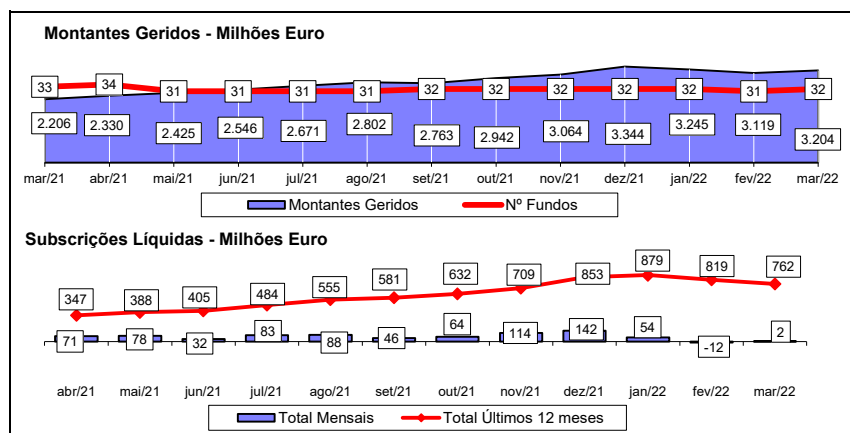 Montantes Geridos - Milhões Euro
33 34 31 31 31 31 32 32 32 32 32 31 32
2.206 2.330 2.425 2.546 2.671 2.802 2.763 2.942 3.064 3.344 3.245 3.119 3.204
mar/21 abr/21 mai/21 jun/21 jul/21 ago/21 set/21 out/21 nov/21 dez/21 jan/22 fev/22 mar/22
Montantes Geridos Nº Fundos
Subscrições Líquidas - Milhões Euro
347 388 405 484 555 581 632 709 853 879 819 762
71 78 32 83 88 46 64 114 142 54 -12 2
abr/21 mai/21 jun/21 jul/21 ago/21 set/21 out/21 nov/21 dez/21 jan/22 fev/22 mar/22
Total Mensais Total Últimos 12 meses